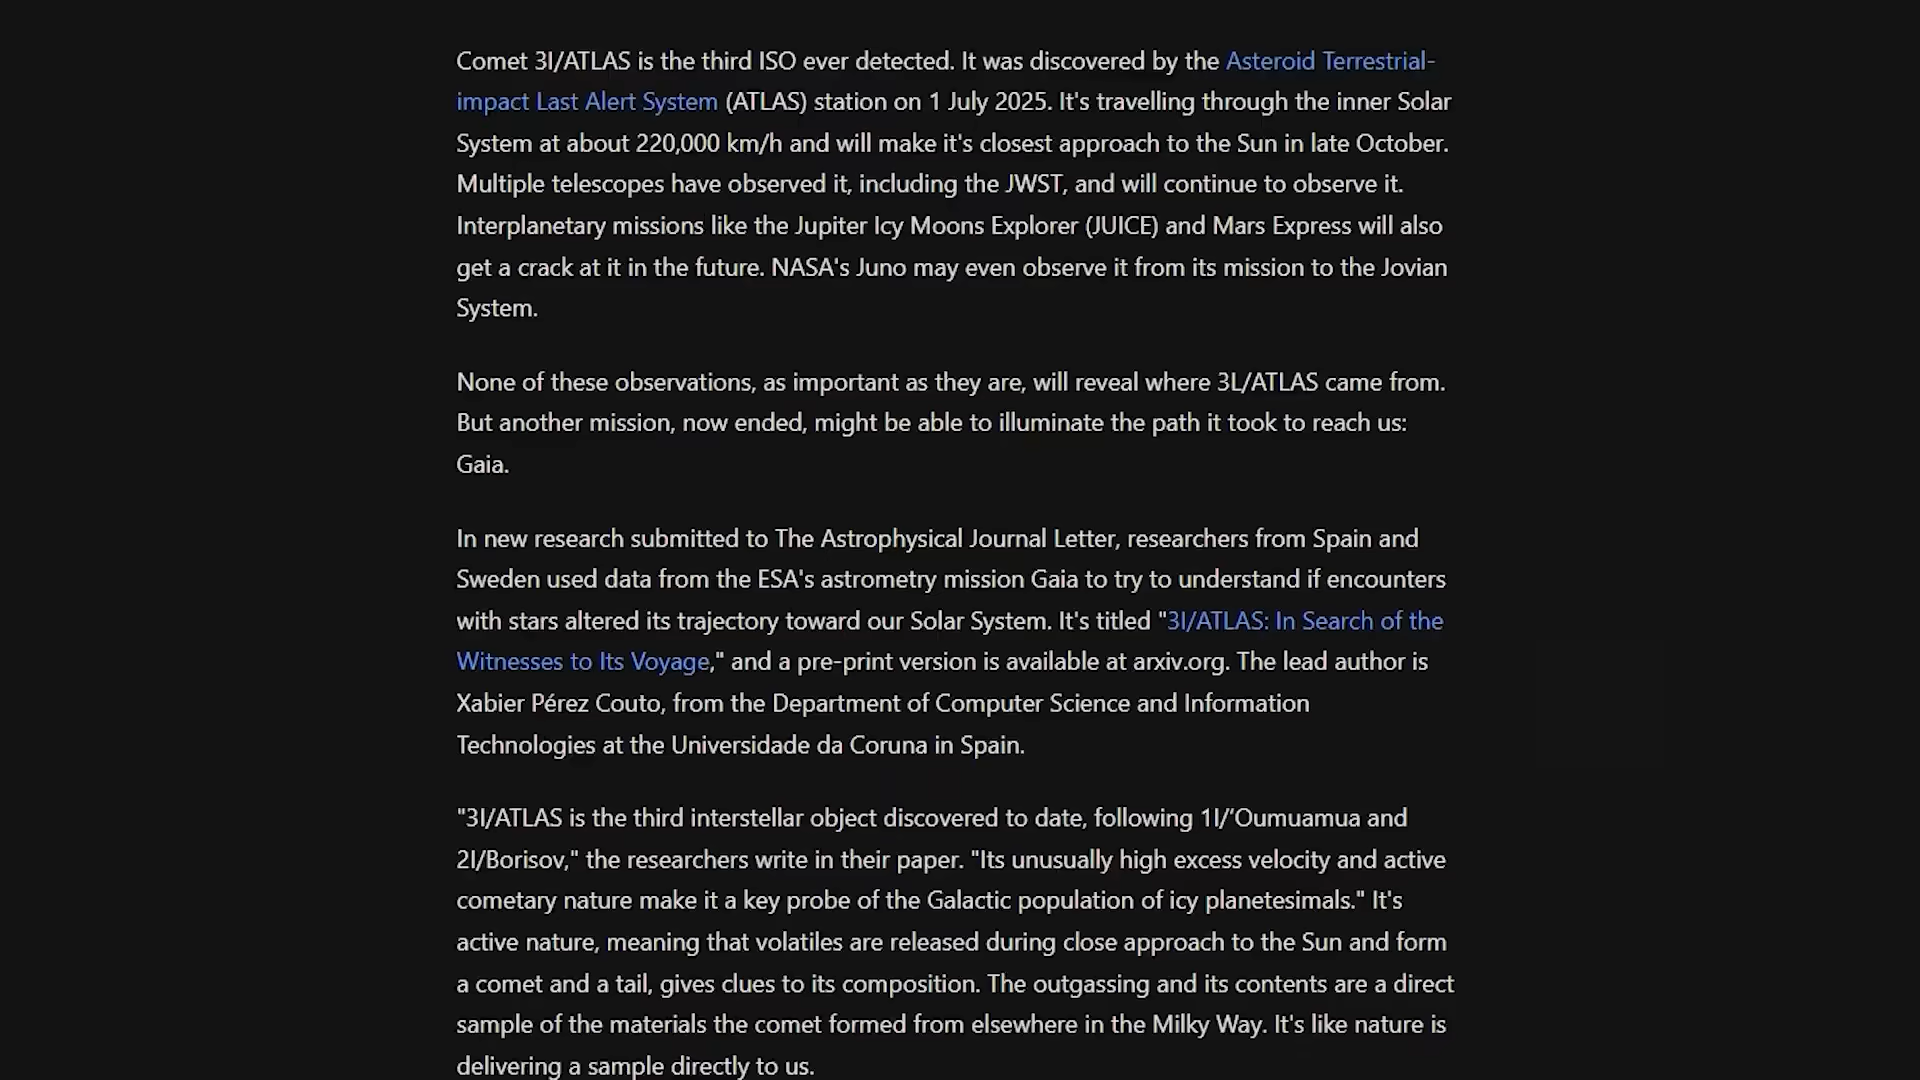 Comet 3I/ATLAS is the third ISO ever detected. It was discovered by the Asteroid Terrestrial-
impact Last Alert System (ATLAS) station on 1 July 2025. It's travelling through the inner Solar
System at about 220,000 km/h and will make it's closest approach to the Sun in late October.
Multiple telescopes have observed it, including the JWST, and will continue to observe it.
Interplanetary missions like the Jupiter Icy Moons Explorer (JUICE) and Mars Express will also
get a crack at it in the future. NASA's Juno may even observe it from its mission to the Jovian
System.
None of these observations, as important as they are, will reveal where 3L/ATLAS came from.
But another mission, now ended, might be able to illuminate the path it took to reach us:
Gaia.
In new research submitted to The Astrophysical Journal Letter, researchers from Spain and
Sweden used data from the ESA's astrometry mission Gaia to try to understand if encounters
with stars altered its trajectory toward our Solar System. It's titled "3I/ATLAS: In Search of the
Witnesses to Its Voyage," and a pre-print version is available at arxiv.org. The lead author is
Xabier Pérez Couto, from the Department of Computer Science and Information
Technologies at the Universidade da Coruna in Spain.
"3I/ATLAS is the third interstellar object discovered to date, following 1I/‘Oumuamua and
2I/Borisov," the researchers write in their paper. "Its unusually high excess velocity and active
cometary nature make it a key probe of the Galactic population of icy planetesimals." It's
active nature, meaning that volatiles are released during close approach to the Sun and form
a comet and a tail, gives clues to its composition. The outgassing and its contents are a direct
sample of the materials the comet formed from elsewhere in the Milky Way. It's like nature is
delivering a sample directly to us.